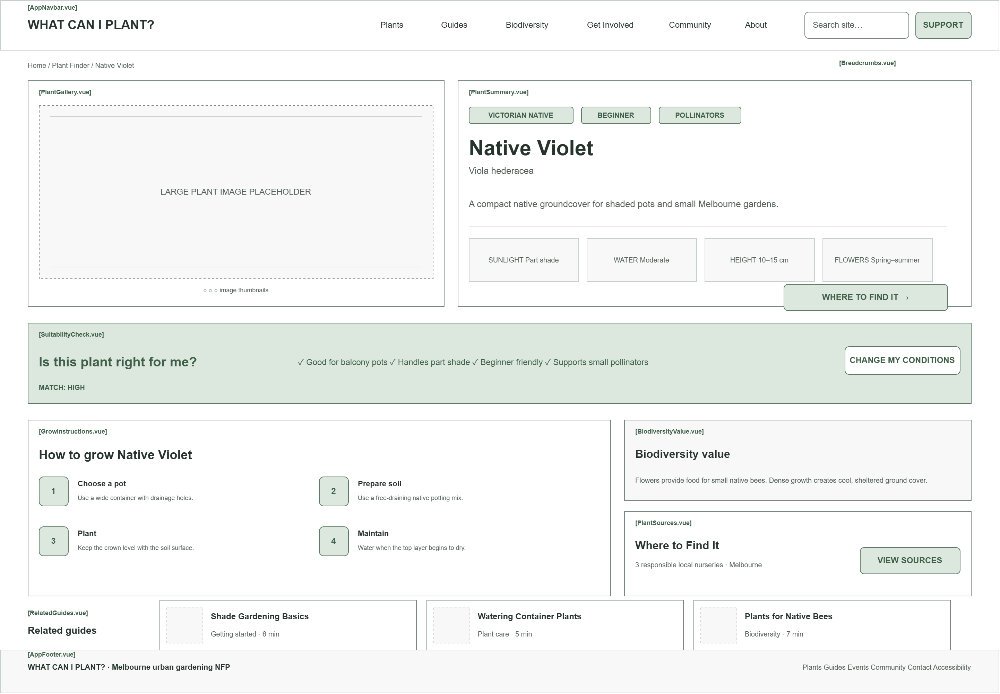 [AppNavbar.vue]
WHAT CAN I PLANT?
Plants
Guides
Biodiversity
Get Involved
Community
About
Search site…
SUPPORT
Home / Plant Finder / Native Violet
[Breadcrumbs.vue]
[PlantGallery.vue]
LARGE PLANT IMAGE PLACEHOLDER
○ ○ ○ image thumbnails
[PlantSummary.vue]
VICTORIAN NATIVE
BEGINNER
POLLINATORS
Native Violet
Viola hederacea
A compact native groundcover for shaded pots and small Melbourne gardens.
SUNLIGHT Part shade
WATER Moderate
HEIGHT 10–15 cm
FLOWERS Spring–summer
WHERE TO FIND IT →
[SuitabilityCheck.vue]
Is this plant right for me?
✓ Good for balcony pots ✓ Handles part shade ✓ Beginner friendly ✓ Supports small pollinators
CHANGE MY CONDITIONS
MATCH: HIGH
[GrowInstructions.vue]
How to grow Native Violet
1
Choose a pot
Use a wide container with drainage holes.
2
Prepare soil
Use a free-draining native potting mix.
3
Plant
Keep the crown level with the soil surface.
4
Maintain
Water when the top layer begins to dry.
[BiodiversityValue.vue]
Biodiversity value
Flowers provide food for small native bees. Dense growth creates cool, sheltered ground cover.
[PlantSources.vue]
Where to Find It
3 responsible local nurseries · Melbourne
VIEW SOURCES
[RelatedGuides.vue]
Related guides
Shade Gardening Basics
Getting started · 6 min
Watering Container Plants
Plant care · 5 min
Plants for Native Bees
Biodiversity · 7 min
[AppFooter.vue]
WHAT CAN I PLANT? · Melbourne urban gardening NFP
Plants Guides Events Community Contact Accessibility